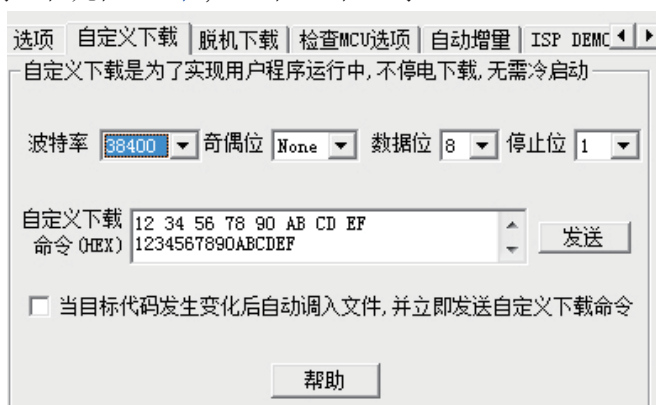 选项 自定义下载 脱机下载 检查MCU选项 自动增量 ISP DEMO
自定义下载是为了实现用户程序运行中,不停电下载,无需冷启动
波特率 38400 奇偶位 None 数据位 8 停止位 1
自定义下载 12 34 56 78 90 AB CD EF
命令(HEX) 1234567890ABCDEF
发送
当目标代码发生变化后自动调入文件,并立即发送自定义下载命令
帮助